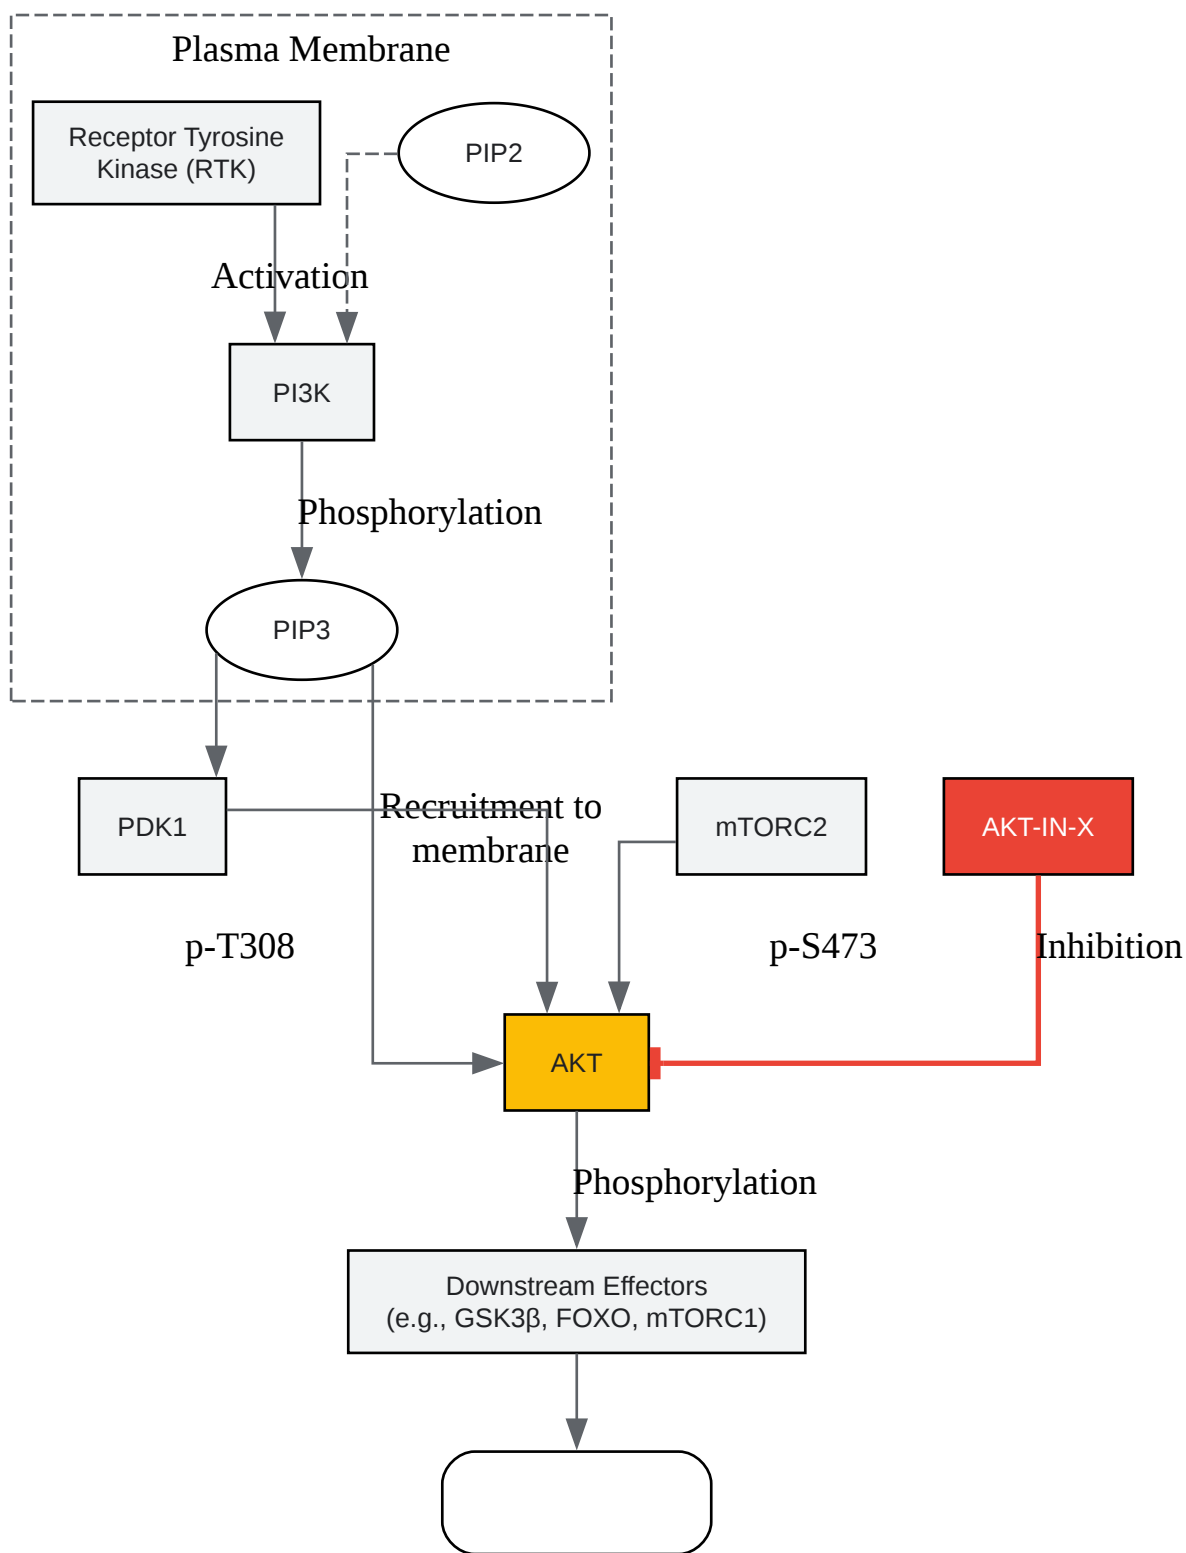 Plasma Membrane
Receptor Tyrosine
Kinase (RTK)
PIP2
Activation
PI3K
Phosphorylation
PIP3
PDK1
Recruitment to
membrane
mTORC2
AKT-IN-X
p-T308
p-S473
Inhibition
AKT
Phosphorylation
Downstream Effectors
(e.g., GSK3β, FOXO, mTORC1)